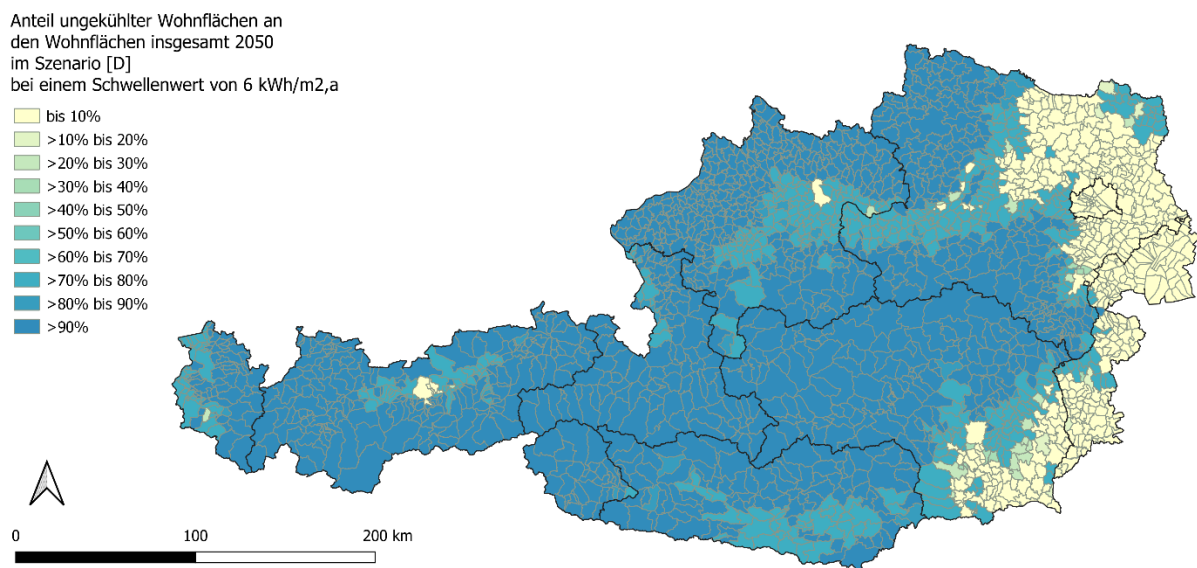 Anteil ungekühlter Wohnflächen an
den Wohnflächen insgesamt 2050
im Szenario [D]
bei einem Schwellenwert von 6 kWh/m2,a
bis 10%
>10% bis 20%
>20% bis 30%
>30% bis 40%
>40% bis 50%
>50% bis 60%
>60% bis 70%
>70% bis 80%
>80% bis 90%
>90%
0 100 200 km